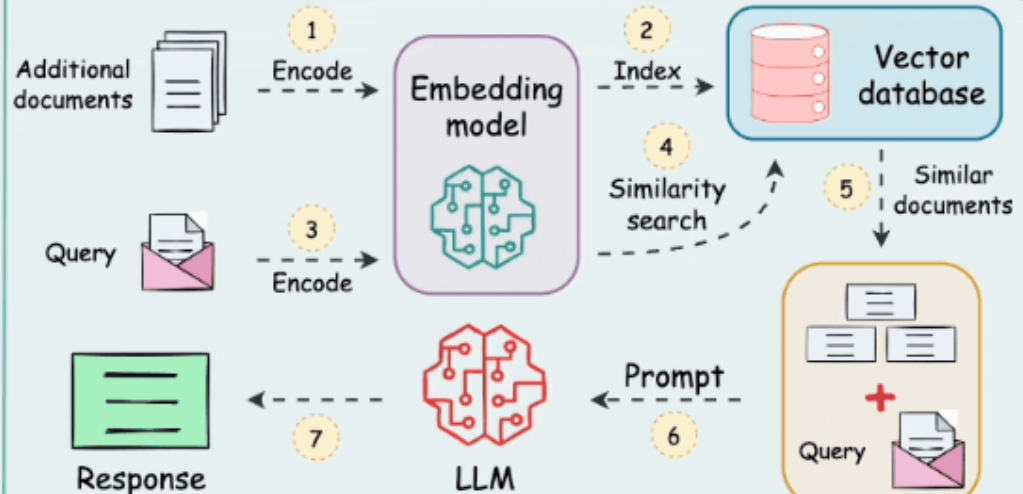 1
Encode
2
Index
Additional
documents
Embedding
model
Vector
database
4
Similarity
search
5
Similar
documents
3
Query
Encode
Prompt
6
7
Query
Response
LLM